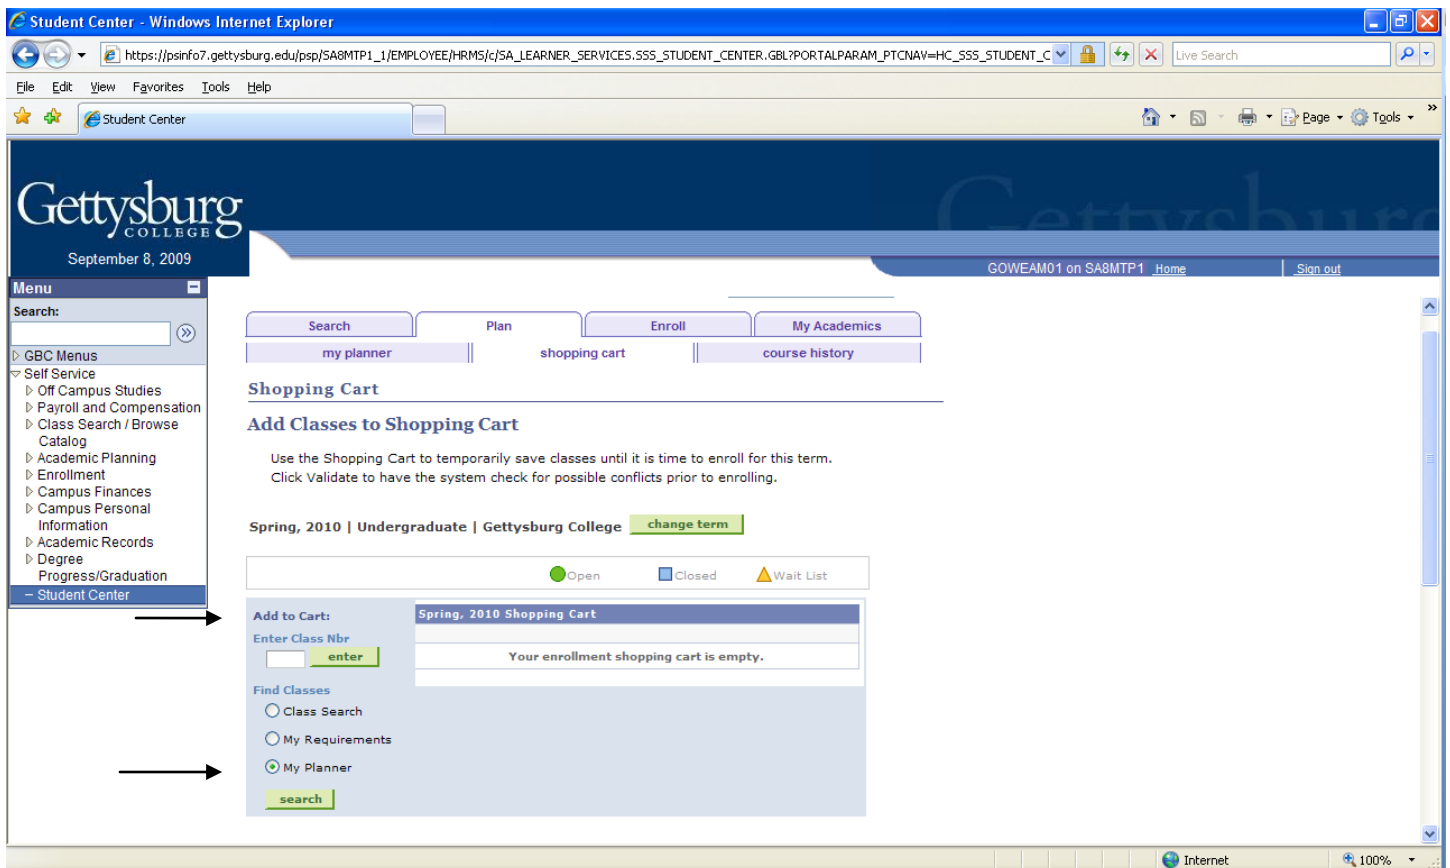 Student Center - Windows Internet Explorer
https://psinfo7.gettysburg.edu/psp/SA8MTP1_1/EMPLOYEE/HRMS/c/SA_LEARNER_SERVICES.SSS_STUDENT_CENTER.GBL?PORTALPARAM_PTCNAV=HC_SSS_STUDENT_C
Live Search
File Edit View Favorites Tools Help
Student Center
Page Tools
Gettysburg
COLLEGE
Gettysburg
September 8, 2009
GOWEAM01 on SA8MTP1 Home Sign out
Menu
Search:
GBC Menus
Self Service
Off Campus Studies
Payroll and Compensation
Class Search / Browse
Catalog
Academic Planning
Enrollment
Campus Finances
Campus Personal
Information
Academic Records
Degree
Progress/Graduation
Student Center
Search Plan Enroll My Academics
my planner shopping cart course history
Shopping Cart
Add Classes to Shopping Cart
Use the Shopping Cart to temporarily save classes until it is time to enroll for this term.
Click Validate to have the system check for possible conflicts prior to enrolling.
Spring, 2010 | Undergraduate | Gettysburg College change term
Open Closed Wait List
Add to Cart:
Enter Class Nbr
enter
Spring, 2010 Shopping Cart
Your enrollment shopping cart is empty.
Find Classes
Class Search
My Requirements
My Planner
search
Internet 100%